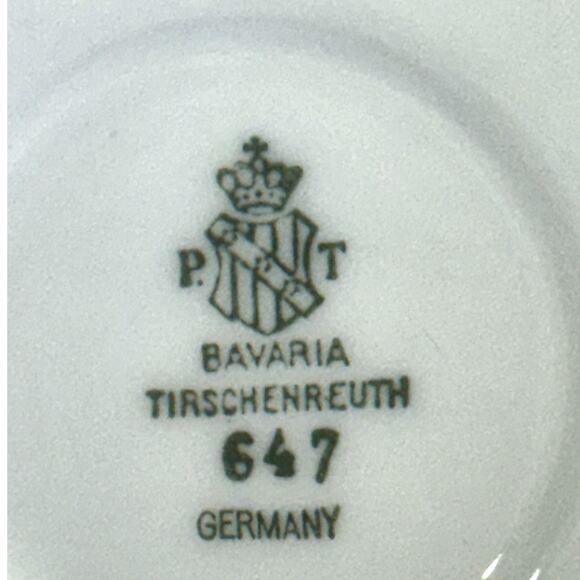 P. T
BAVARIA
TIRSCHENREUTH
647
GERMANY